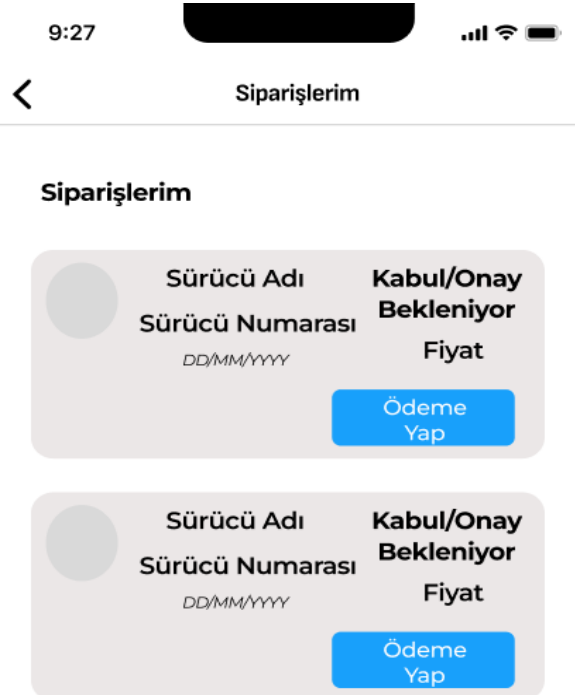 9:27
Siparişlerim
Siparişlerim
Sürücü Adı
Kabul/Onay
Bekleniyor
Sürücü Numarası
Fiyat
DD/MM/YYYY
Ödeme
Yap
Sürücü Adı
Kabul/Onay
Bekleniyor
Sürücü Numarası
Fiyat
DD/MM/YYYY
Ödeme
Yap